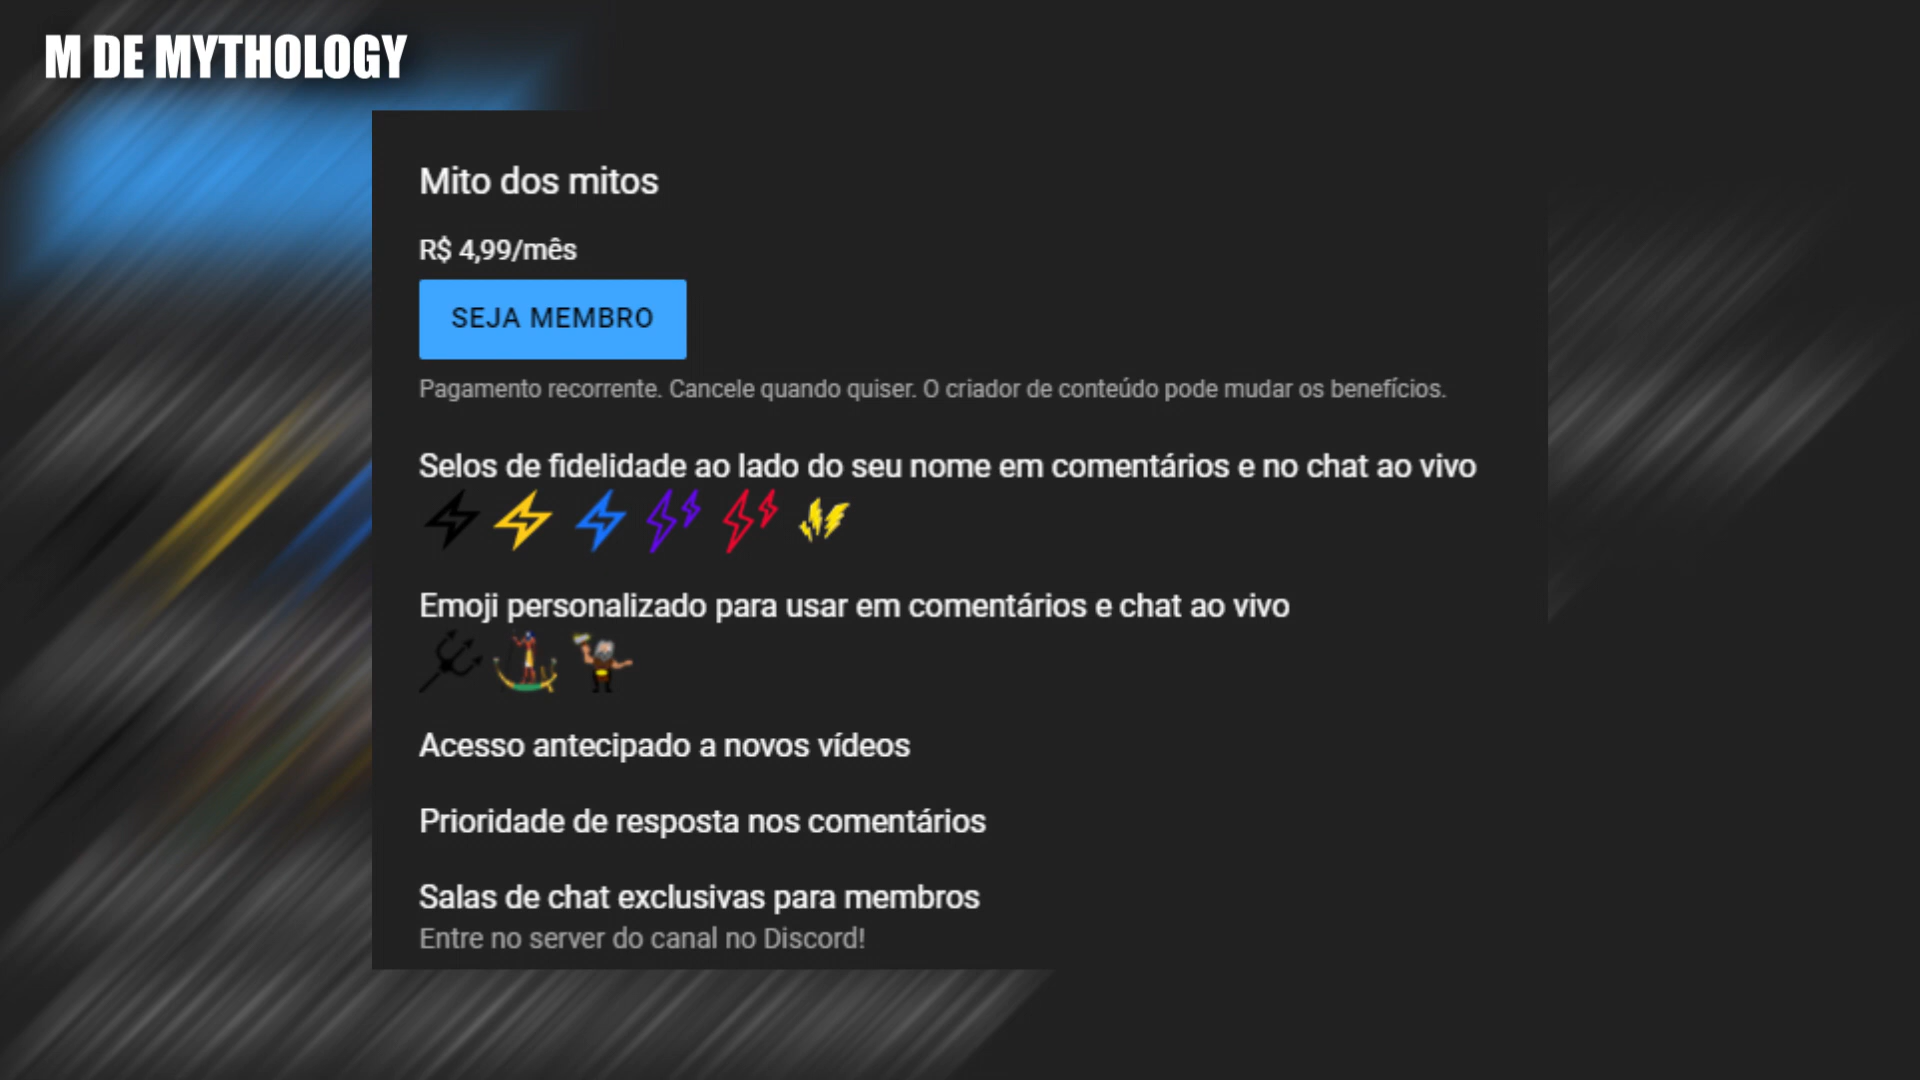 M DE MYTHOLOGY
Mito dos mitos
R$ 4,99/mês
SEJA MEMBRO
Pagamento recorrente. Cancele quando quiser. O criador de conteúdo pode mudar os benefícios.
Selos de fidelidade ao lado do seu nome em comentários e no chat ao vivo
Emoji personalizado para usar em comentários e chat ao vivo
Acesso antecipado a novos vídeos
Prioridade de resposta nos comentários
Salas de chat exclusivas para membros
Entre no server do canal no Discord!